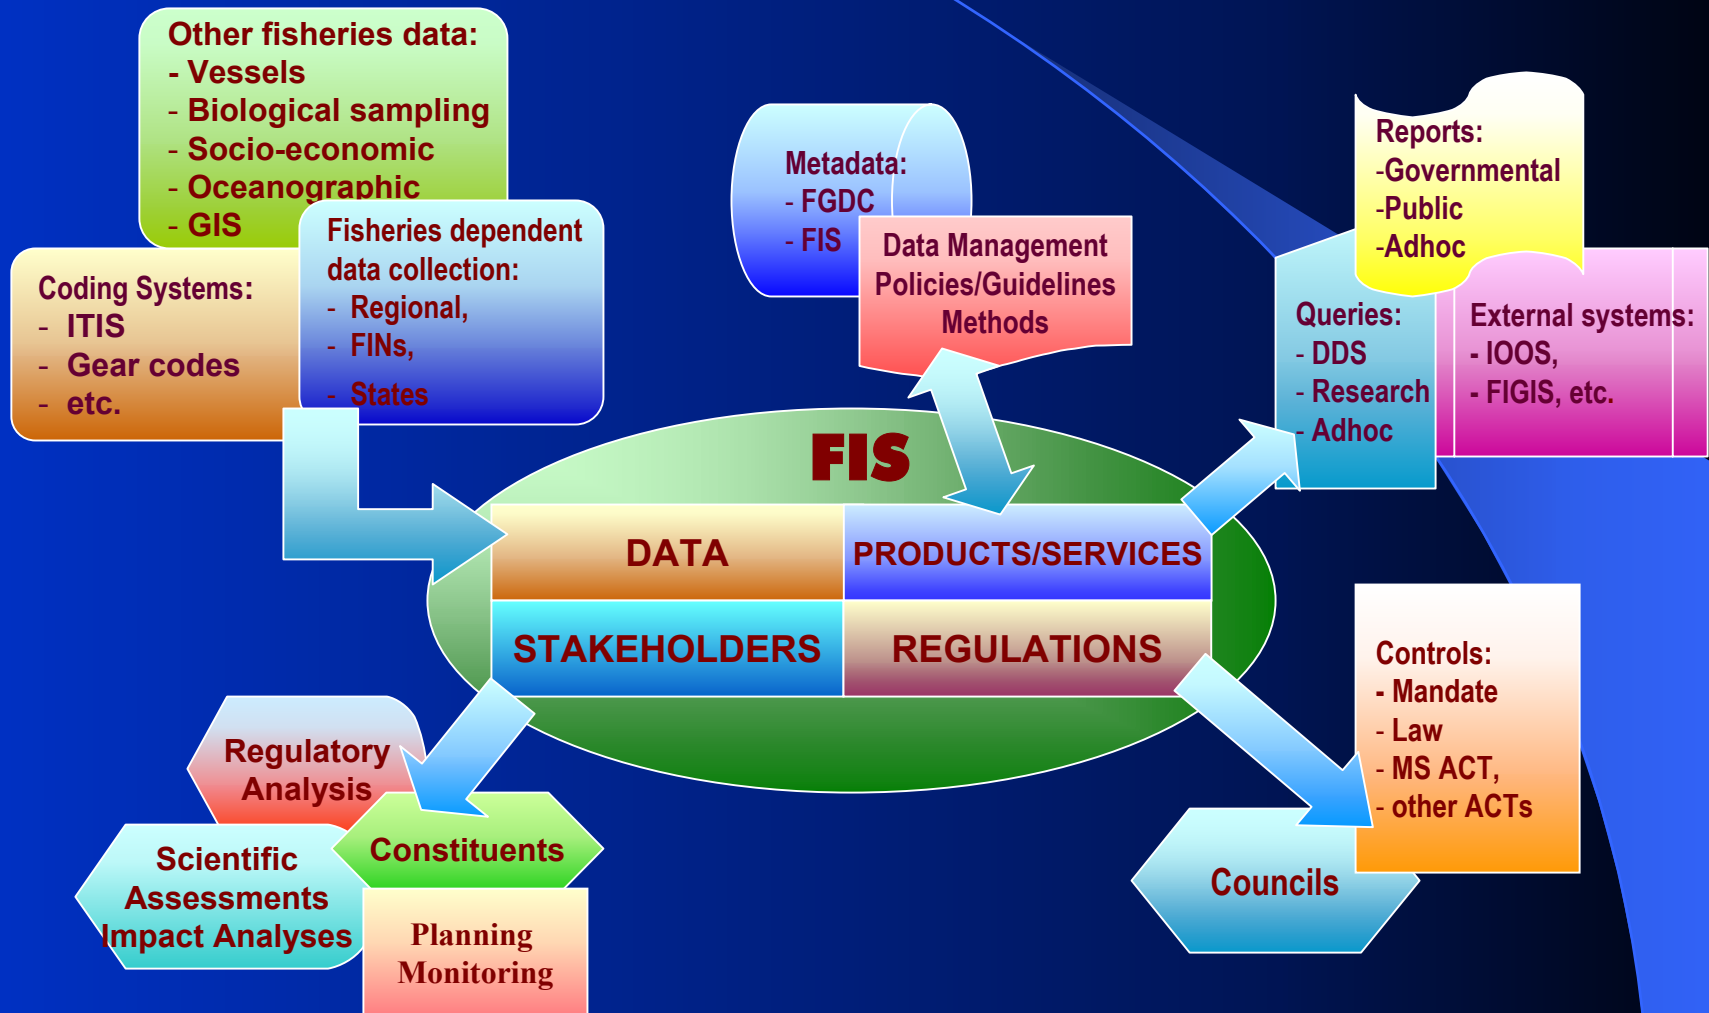 Other fisheries data:
- Vessels
- Biological sampling
- Socio-economic
- Oceanographic
- GIS
Fisheries dependent
data collection:
- Regional,
- FINs,
- States
Coding Systems:
- ITIS
- Gear codes
- etc.
Metadata:
- FGDC
- FIS
Data Management
Policies/Guidelines
Methods
Reports:
-Governmental
-Public
-Adhoc
Queries:
- DDS
- Research
- Adhoc
External systems:
- IOOS,
- FIGIS, etc.
FIS
DATA
PRODUCTS/SERVICES
STAKEHOLDERS
REGULATIONS
Regulatory
Analysis
Constituents
Scientific
Assessments
Impact Analyses
Planning
Monitoring
Controls:
- Mandate
- Law
- MS ACT,
- other ACTs
Councils